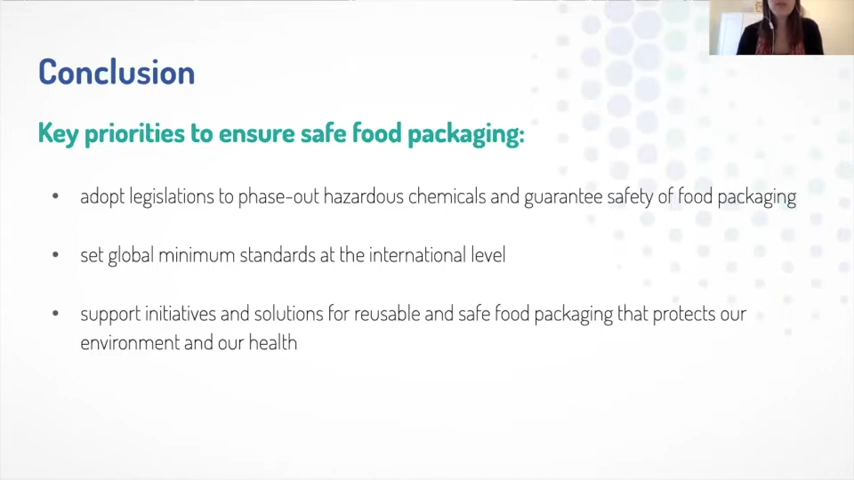 Conclusion
Key priorities to ensure safe food packaging:
• adopt legislations to phase-out hazardous chemicals and guarantee safety of food packaging
• set global minimum standards at the international level
• support initiatives and solutions for reusable and safe food packaging that protects our
environment and our health